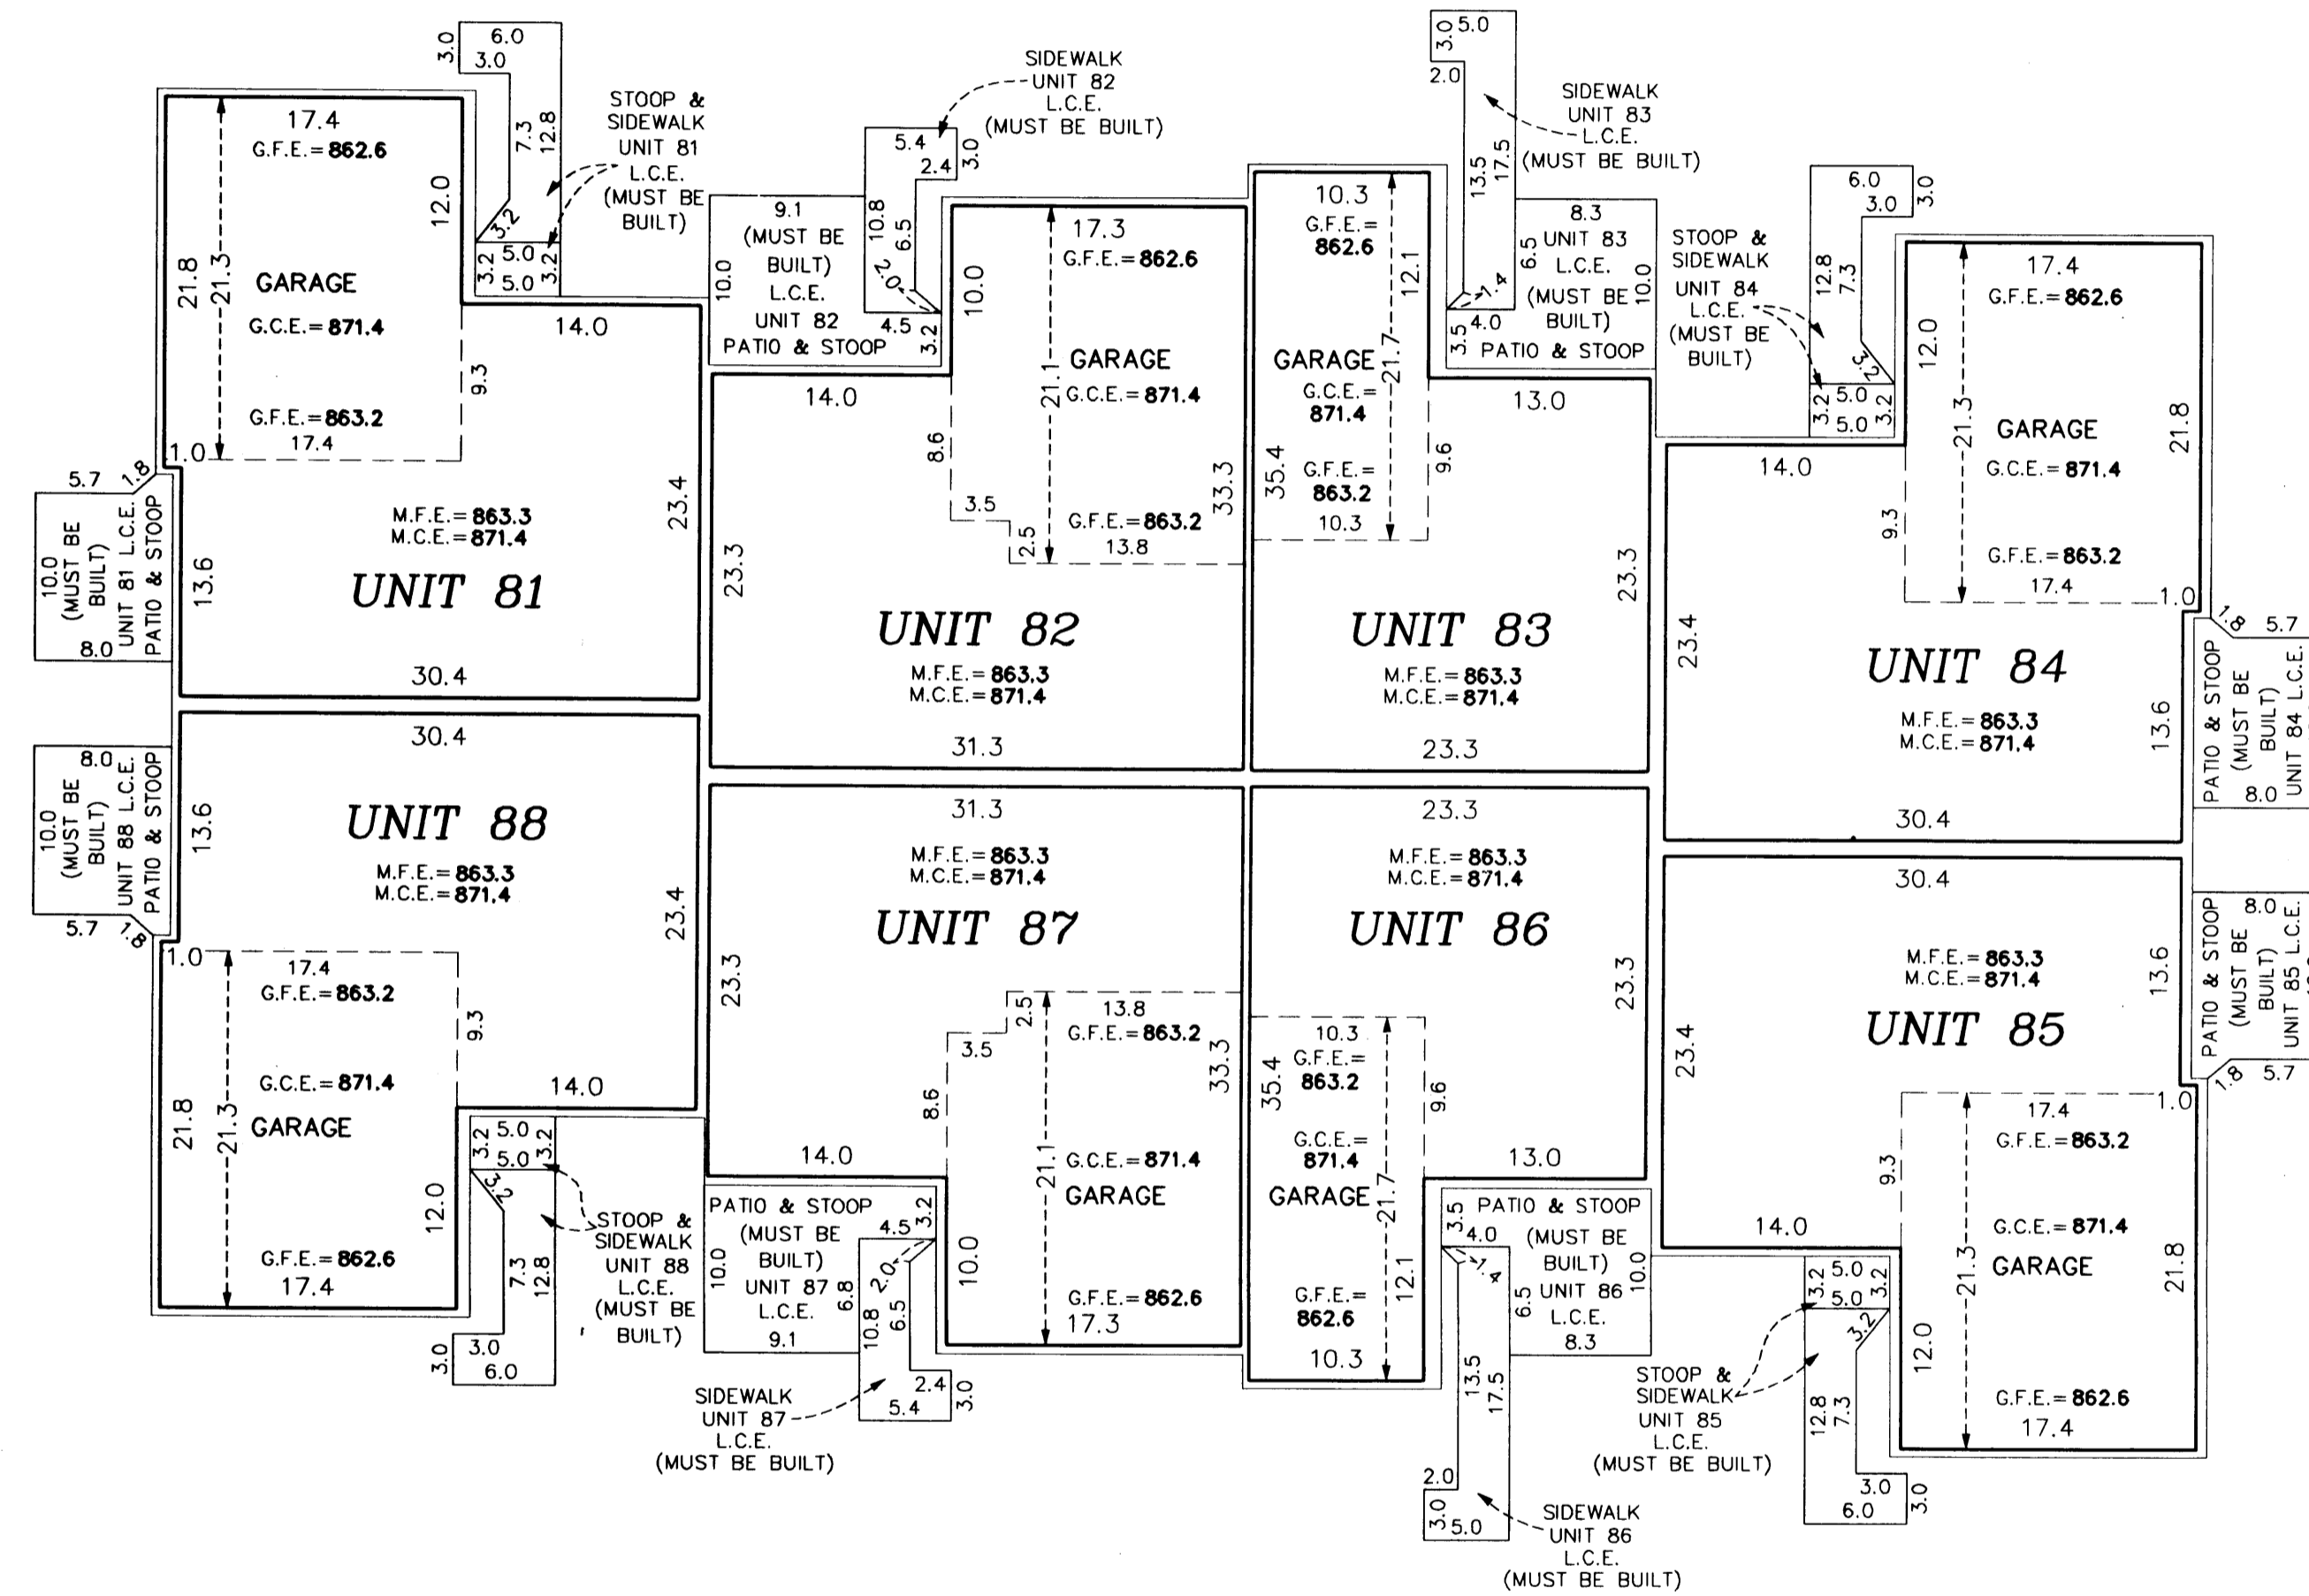 3.0
6.0
3.0
7.3
12.8
3.2
5.0
3.2
3.2
5.0
STOOP &
SIDEWALK
UNIT 81
L.C.E.
(MUST BE
BUILT)
17.4
G.F.E.= 862.6
12.0
21.8
21.3
GARAGE
G.C.E.= 871.4
14.0
9.3
G.F.E.= 863.2
17.4
1.0
5.7
1.8
10.0
(MUST BE
BUILT)
UNIT 81 L.C.E.
PATIO & STOOP
8.0
13.6
M.F.E.= 863.3
M.C.E.= 871.4
UNIT 81
23.4
30.4
SIDEWALK
UNIT 82
L.C.E.
(MUST BE BUILT)
5.4
2.4
3.0
10.8
6.5
2.0
4.5
3.2
9.1
(MUST BE
BUILT)
L.C.E.
UNIT 82
PATIO & STOOP
10.0
17.3
G.F.E.= 862.6
10.0
GARAGE
G.C.E.= 871.4
21.1
14.0
8.6
3.5
2.5
G.F.E.= 863.2
13.8
33.3
23.3
UNIT 82
M.F.E.= 863.3
M.C.E.= 871.4
31.3
3.0
5.0
2.0
13.5
17.5
1.4
4.0
3.5
SIDEWALK
UNIT 83
L.C.E.
(MUST BE BUILT)
8.3
UNIT 83
L.C.E.
(MUST BE
BUILT)
PATIO & STOOP
6.5
10.0
10.3
G.F.E.=
862.6
12.1
GARAGE
21.7
G.C.E.=
871.4
13.0
35.4
G.F.E.=
863.2
10.3
9.6
23.3
UNIT 83
M.F.E.= 863.3
M.C.E.= 871.4
23.3
6.0
3.0
3.0
12.8
7.3
3.2
5.0
3.2
3.2
5.0
STOOP &
SIDEWALK
UNIT 84
L.C.E.
(MUST BE
BUILT)
17.4
G.F.E.= 862.6
12.0
21.3
21.8
GARAGE
G.C.E.= 871.4
14.0
9.3
G.F.E.= 863.2
17.4
1.0
1.8
5.7
PATIO & STOOP
(MUST BE
BUILT)
UNIT 84 L.C.E.
8.0
23.4
UNIT 84
M.F.E.= 863.3
M.C.E.= 871.4
13.6
30.4
30.4
8.0
10.0
(MUST BE
BUILT)
UNIT 88 L.C.E.
PATIO & STOOP
5.7
1.8
13.6
UNIT 88
M.F.E.= 863.3
M.C.E.= 871.4
23.4
1.0
17.4
G.F.E.= 863.2
9.3
G.C.E.= 871.4
GARAGE
21.8
21.3
14.0
12.0
G.F.E.= 862.6
17.4
3.2
5.0
3.2
5.0
3.2
7.3
12.8
3.0
3.0
6.0
STOOP &
SIDEWALK
UNIT 88
L.C.E.
(MUST BE
BUILT)
31.3
M.F.E.= 863.3
M.C.E.= 871.4
UNIT 87
23.3
2.5
3.5
13.8
G.F.E.= 863.2
33.3
8.6
14.0
21.1
G.C.E.= 871.4
GARAGE
10.0
G.F.E.= 862.6
17.3
PATIO & STOOP
(MUST BE
BUILT)
UNIT 87
L.C.E.
9.1
10.0
6.8
4.5
3.2
2.0
10.8
6.5
2.4
5.4
3.0
SIDEWALK
UNIT 87
L.C.E.
(MUST BE BUILT)
23.3
M.F.E.= 863.3
M.C.E.= 871.4
UNIT 86
23.3
10.3
G.F.E.=
863.2
35.4
9.6
G.C.E.=
871.4
GARAGE
21.7
13.0
12.1
G.F.E.=
862.6
10.3
3.5
4.0
1.4
PATIO & STOOP
(MUST BE
BUILT)
UNIT 86
L.C.E.
8.3
6.5
10.0
13.5
17.5
2.0
3.0
5.0
SIDEWALK
UNIT 86
L.C.E.
(MUST BE BUILT)
30.4
M.F.E.= 863.3
M.C.E.= 871.4
UNIT 85
13.6
23.4
PATIO & STOOP
(MUST BE
BUILT)
UNIT 85 L.C.E.
8.0
1.8
5.7
1.0
17.4
G.F.E.= 863.2
9.3
G.C.E.= 871.4
GARAGE
21.3
21.8
14.0
12.0
G.F.E.= 862.6
17.4
3.2
5.0
3.2
5.0
3.2
12.8
7.3
3.0
6.0
3.0
STOOP &
SIDEWALK
UNIT 85
L.C.E.
(MUST BE BUILT)